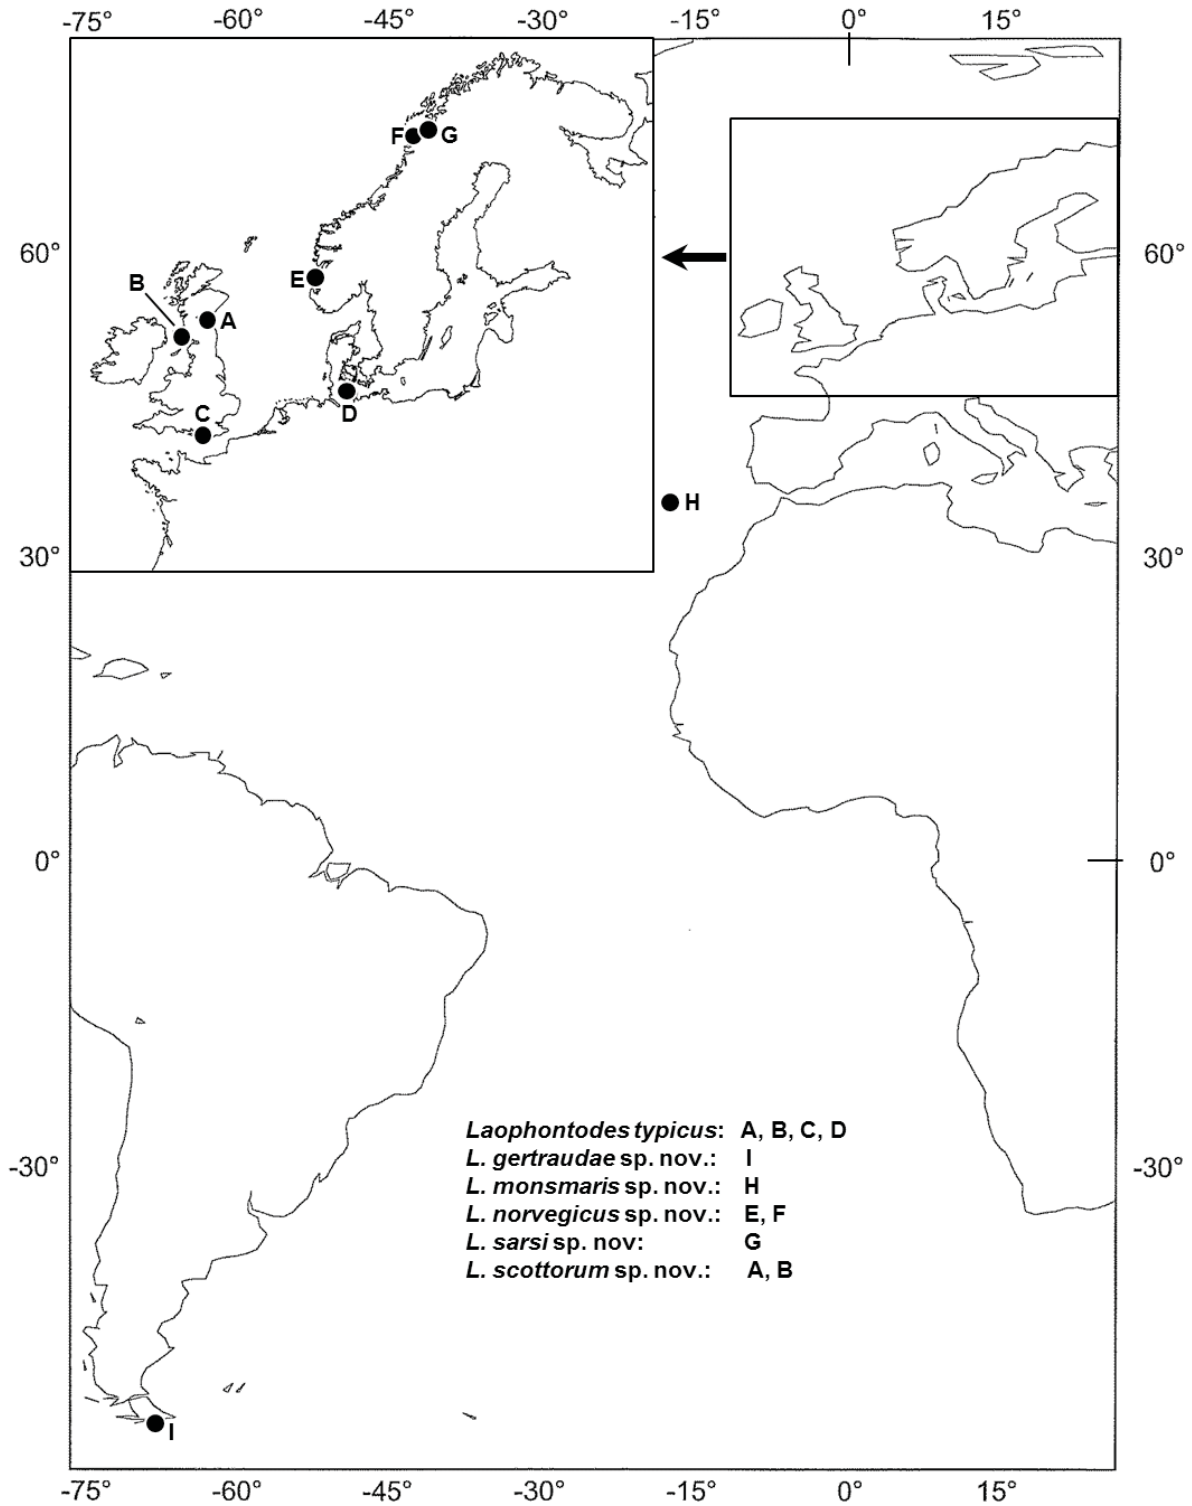 -75° -60° -45° -30° -15° 0° 15°
F G
60° E 60°
B
A
C D
H
30° 30°
0° 0°
Laophontodes typicus: A, B, C, D
L. gertraudae sp. nov.: I
-30° L. monsmaris sp. nov.: H -30°
L. norvegicus sp. nov.: E, F
L. sarsi sp. nov: G
L. scottorum sp. nov.: A, B
I
-75° -60° -45° -30° -15° 0° 15°